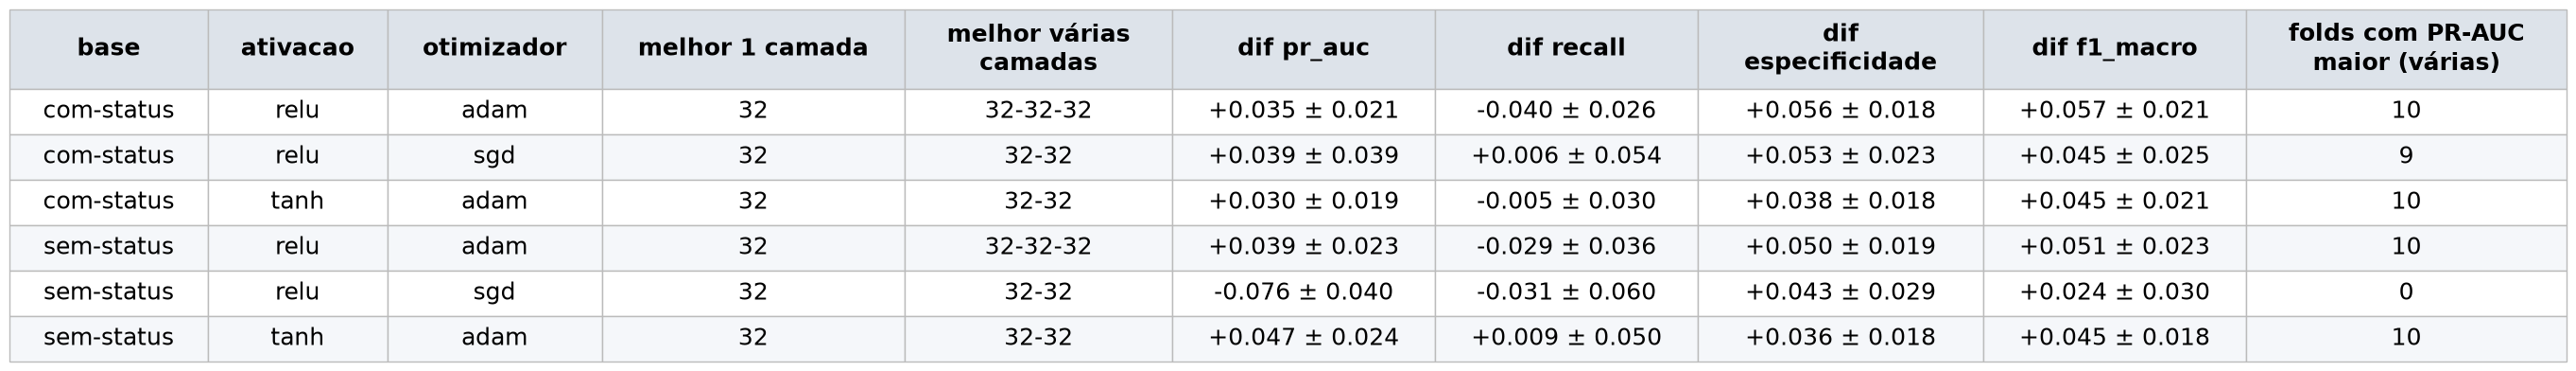 base ativacao otimizador melhor 1 camada melhor várias camadas dif pr_auc dif recall dif especificidade dif f1_macro folds com PR-AUC maior (várias)
com-status relu adam 32 32-32-32 +0.035 ± 0.021 -0.040 ± 0.026 +0.056 ± 0.018 +0.057 ± 0.021 10
com-status relu sgd 32 32-32 +0.039 ± 0.039 +0.006 ± 0.054 +0.053 ± 0.023 +0.045 ± 0.025 9
com-status tanh adam 32 32-32 +0.030 ± 0.019 -0.005 ± 0.030 +0.038 ± 0.018 +0.045 ± 0.021 10
sem-status relu adam 32 32-32-32 +0.039 ± 0.023 -0.029 ± 0.036 +0.050 ± 0.019 +0.051 ± 0.023 10
sem-status relu sgd 32 32-32 -0.076 ± 0.040 -0.031 ± 0.060 +0.043 ± 0.029 +0.024 ± 0.030 0
sem-status tanh adam 32 32-32 +0.047 ± 0.024 +0.009 ± 0.050 +0.036 ± 0.018 +0.045 ± 0.018 10